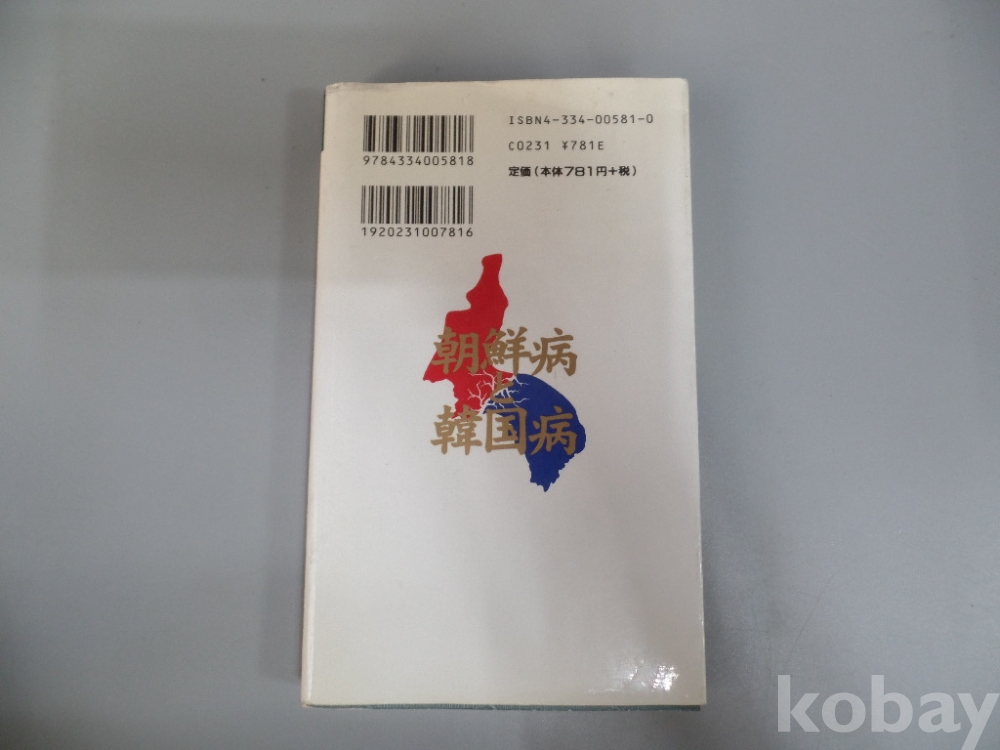 ISBN4-334-00581-0
9784334005818
C0231 ¥781E
定価(本体781円+税)
1920231007816
朝鮮病
と
韓国病
kobay